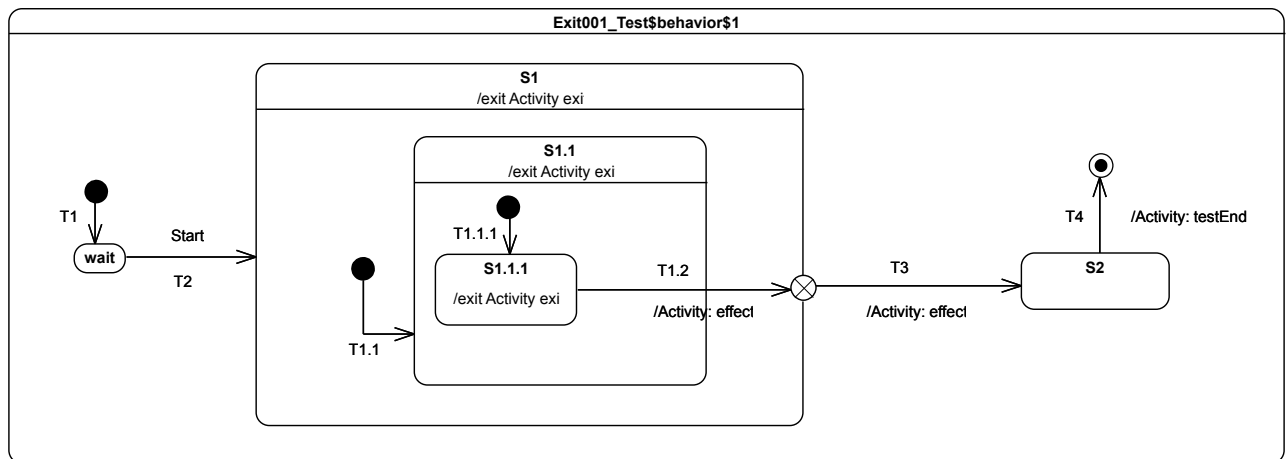 Exit001_Test$behavior$1
S1
/exit Activity exi
S1.1
/exit Activity exi
T1
wait
Start
T2
T1.1
T1.1.1
S1.1.1
/exit Activity exi
T1.2
/Activity: effect
T3
/Activity: effect
S2
T4
/Activity: testEnd